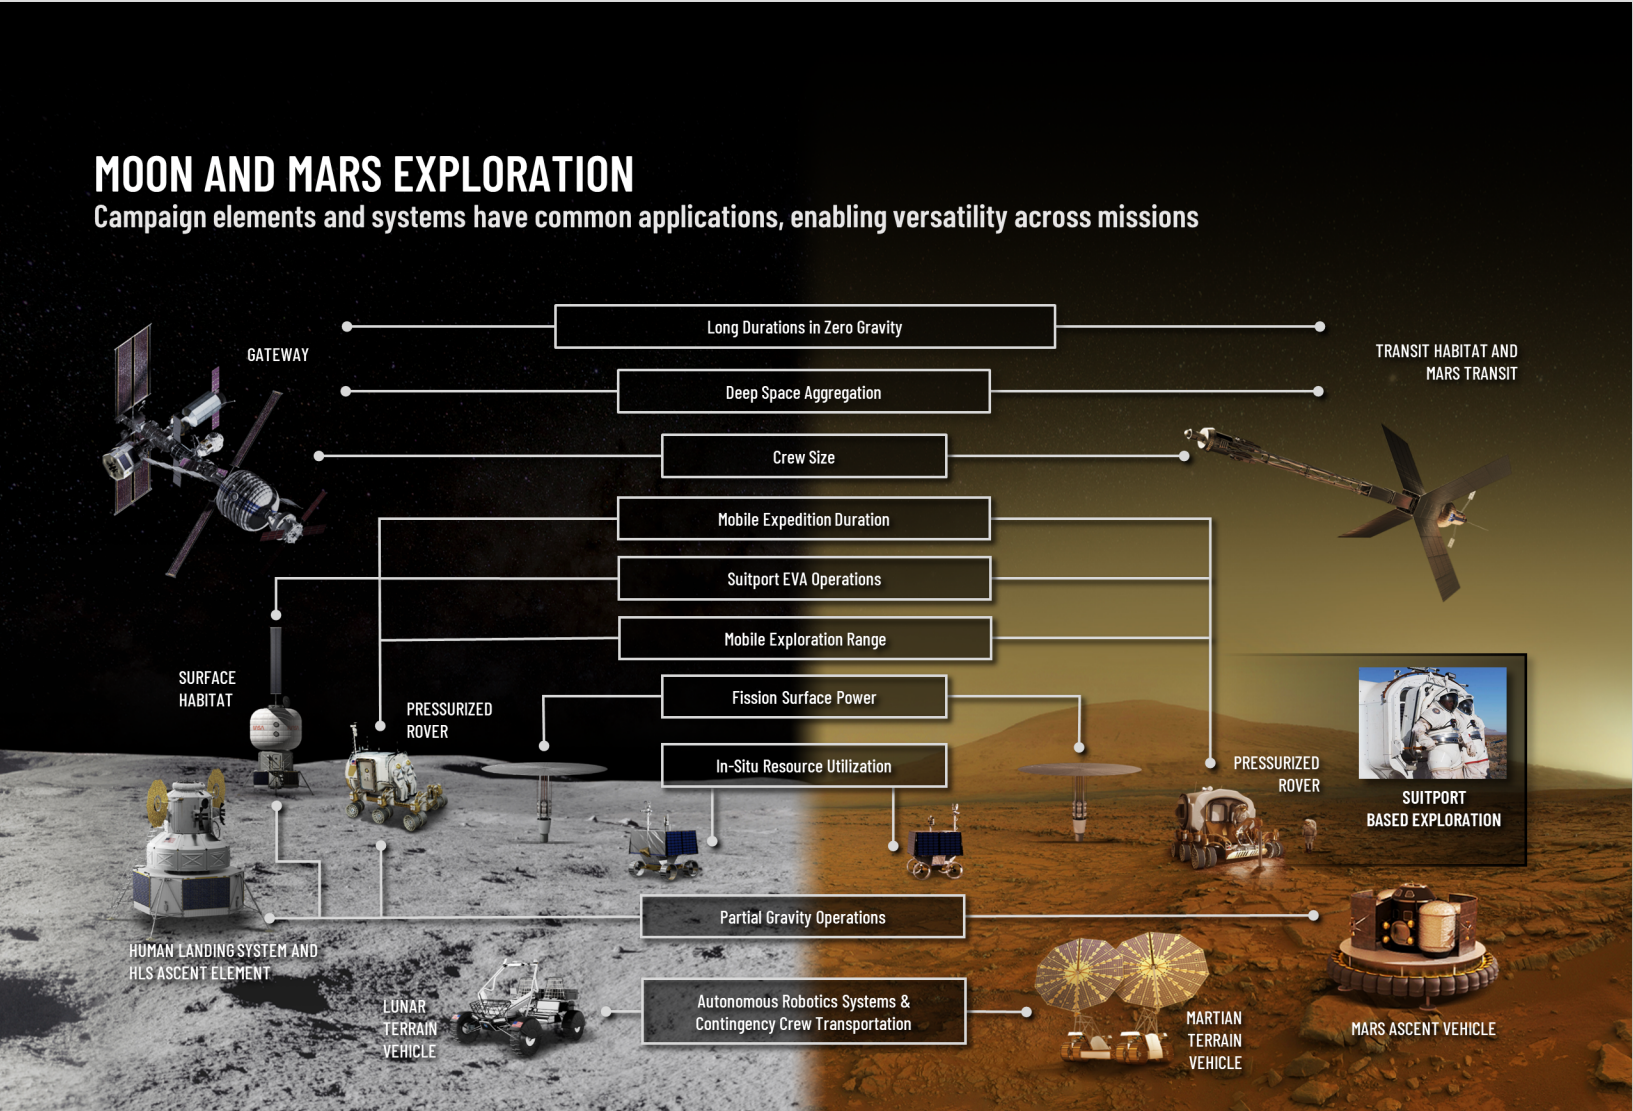 MOON AND MARS EXPLORATION
Campaign elements and systems have common applications, enabling versatility across missions
Long Durations in Zero Gravity
GATEWAY
TRANSIT HABITAT AND
MARS TRANSIT
Deep Space Aggregation
Crew Size
Mobile Expedition Duration
Suitport EVA Operations
Mobile Exploration Range
SURFACE
HABITAT
Fission Surface Power
PRESSURIZED
ROVER
In-Situ Resource Utilization
PRESSURIZED
ROVER
SUITPORT
BASED EXPLORATION
Partial Gravity Operations
HUMAN LANDING SYSTEM AND
HLS ASCENT ELEMENT
LUNAR
TERRAIN
VEHICLE
Autonomous Robotics Systems &
Contingency Crew Transportation
MARTIAN
TERRAIN
VEHICLE
MARS ASCENT VEHICLE